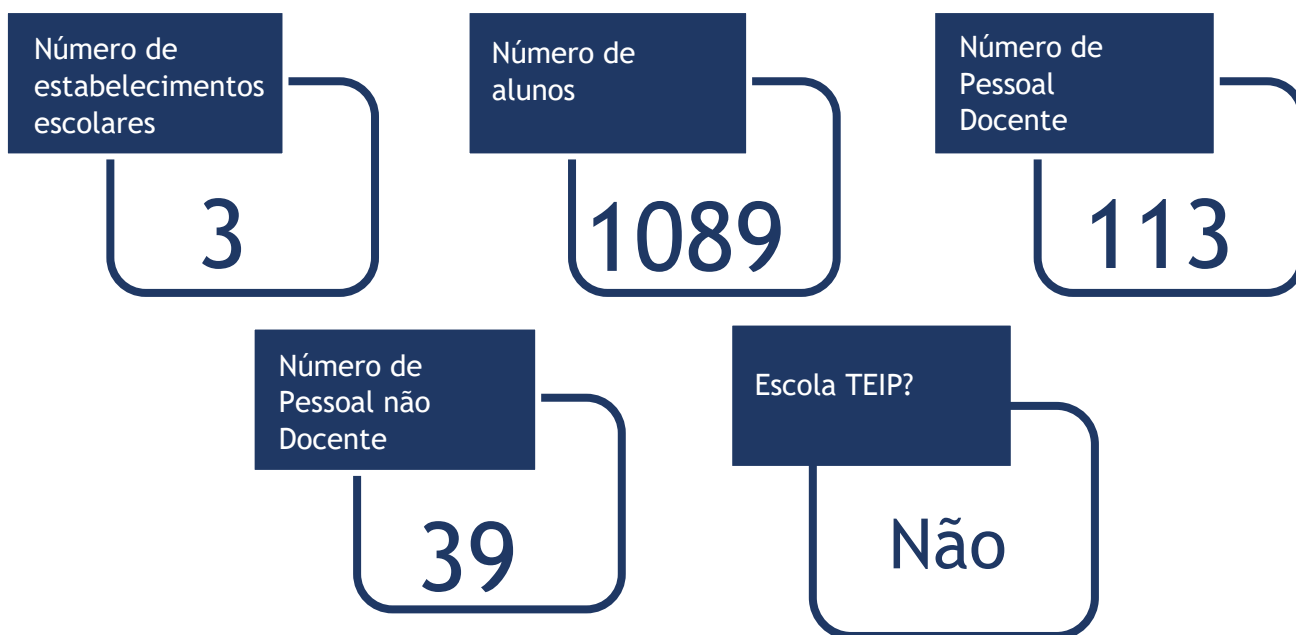 Número de
estabelecimentos
escolares
3
Número de
alunos
1089
Número de
Pessoal
Docente
113
Número de
Pessoal não
Docente
39
Escola TEIP?
Não